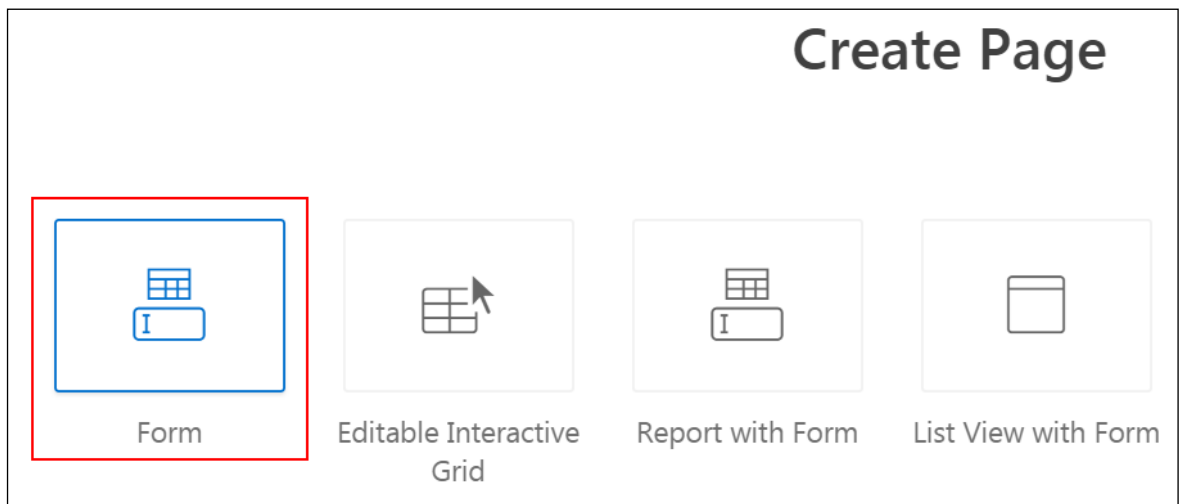 Create Page
Form
Editable Interactive
Grid
Report with Form
List View with Form